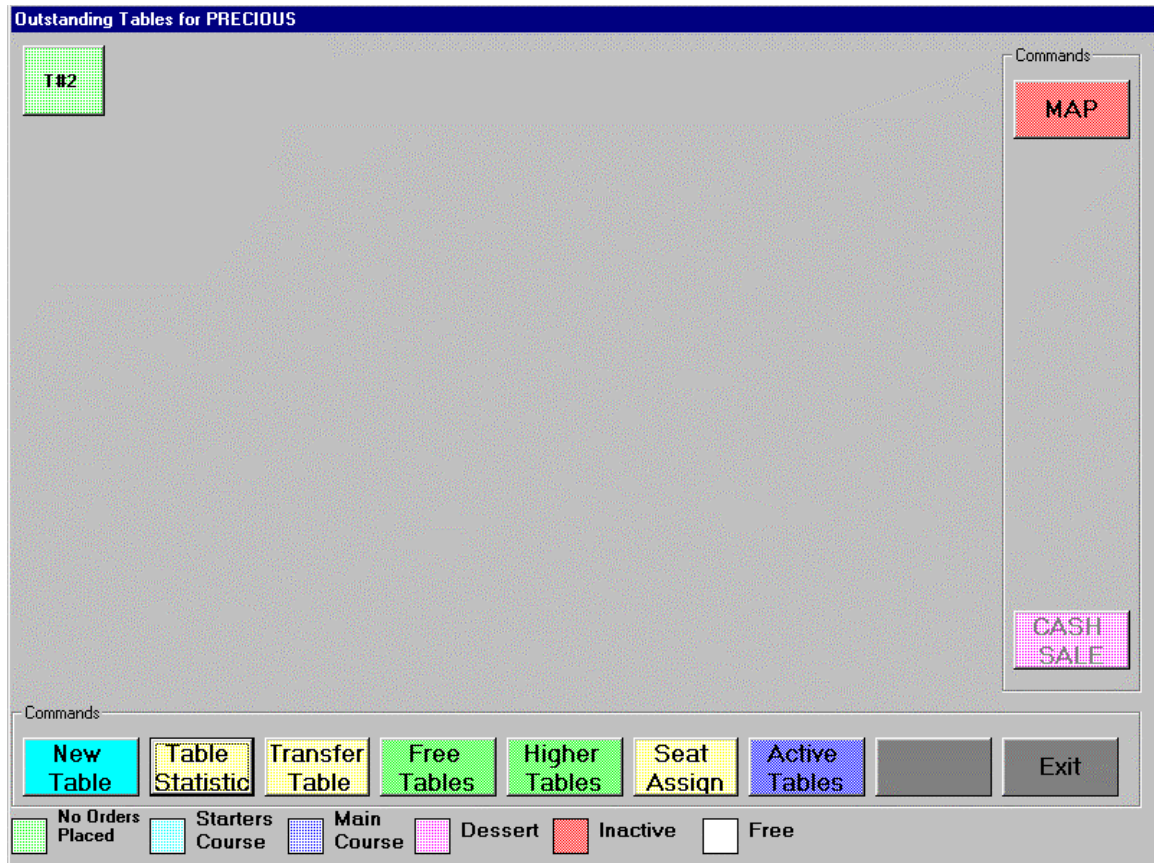 Outstanding Tables for PRECIOUS
T#2
Commands
MAP
CASH
SALE
Commands
New
Table
Table
Statistic
Transfer
Table
Free
Tables
Higher
Tables
Seat
Assign
Active
Tables
Exit
No Orders
Placed
Starters
Course
Main
Course
Dessert
Inactive
Free